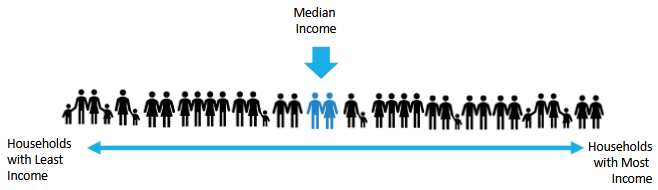 Median
Income
Households
with Least
Income
Households
with Most
Income